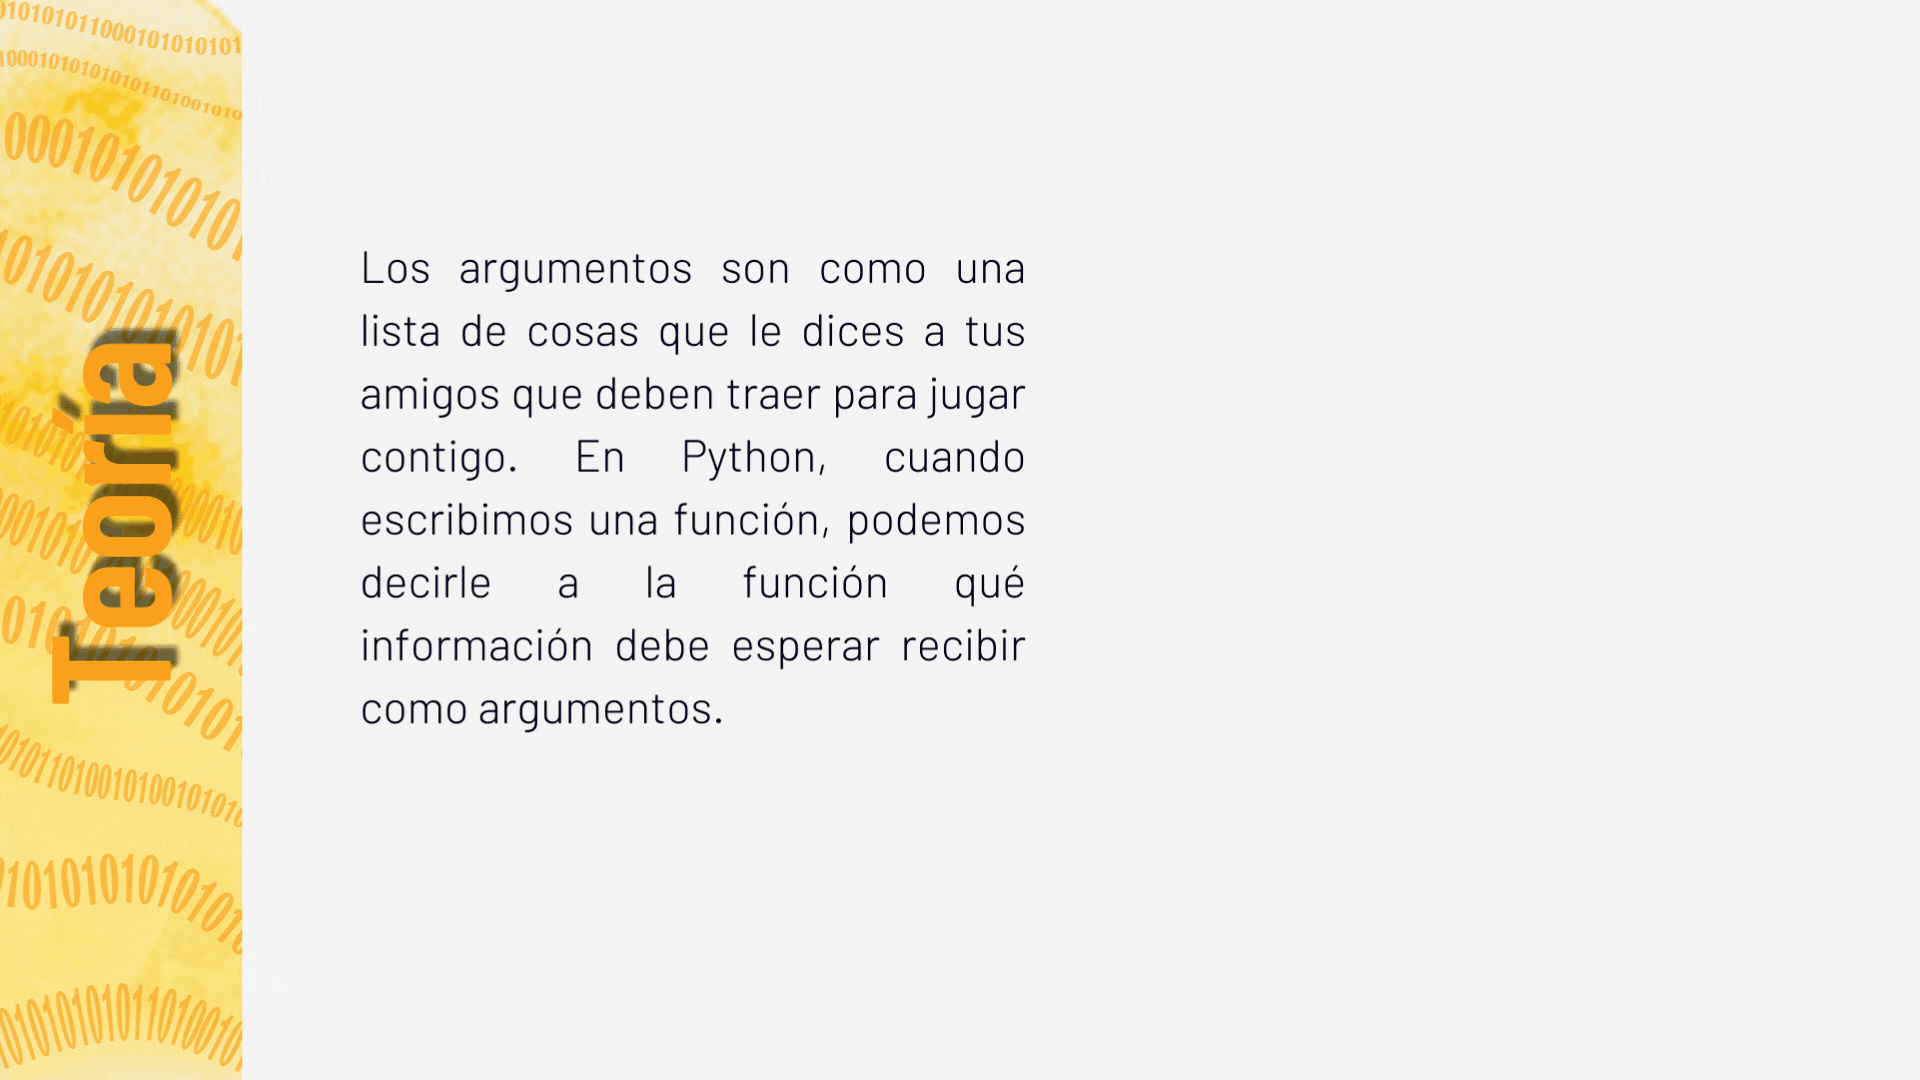 Teoría
Los argumentos son como una
lista de cosas que le dices a tus
amigos que deben traer para jugar
contigo. En Python, cuando
escribimos una función, podemos
decirle a la función qué
información debe esperar recibir
como argumentos.